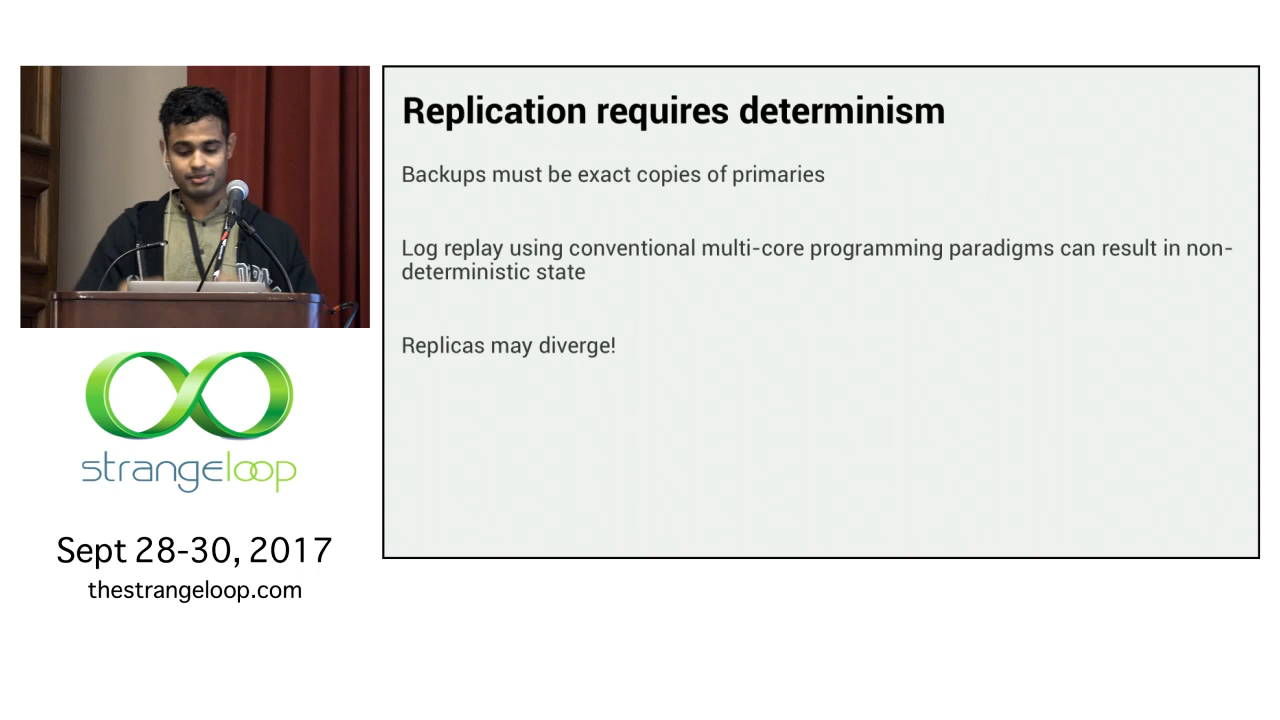 Replication requires determinism
Backups must be exact copies of primaries
Log replay using conventional multi-core programming paradigms can result in non-
deterministic state
Replicas may diverge!
strangeloop
Sept 28-30, 2017
thestrangeloop.com